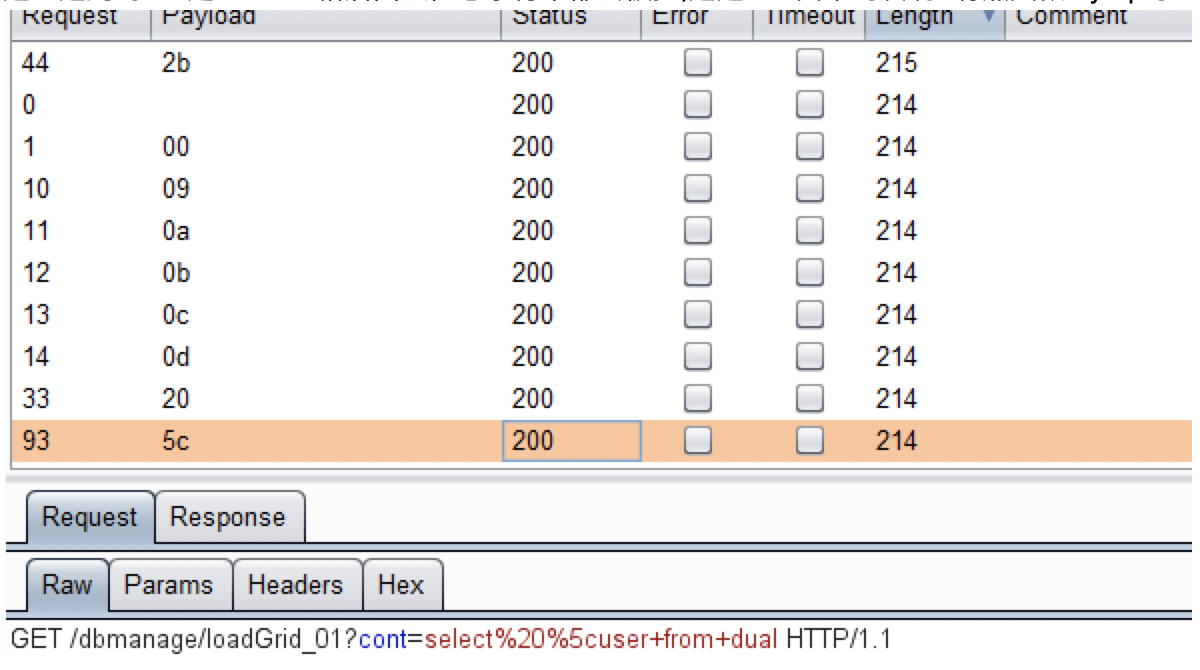 Request Payload Status Error Timeout Length Comment
44 2b 200 215
0 200 214
1 00 200 214
10 09 200 214
11 0a 200 214
12 0b 200 214
13 0c 200 214
14 0d 200 214
33 20 200 214
93 5c 200 214
Request Response
Raw Params Headers Hex
GET /dbmanage/loadGrid_01?cont=select%20%5cuser+from+dual HTTP/1.1